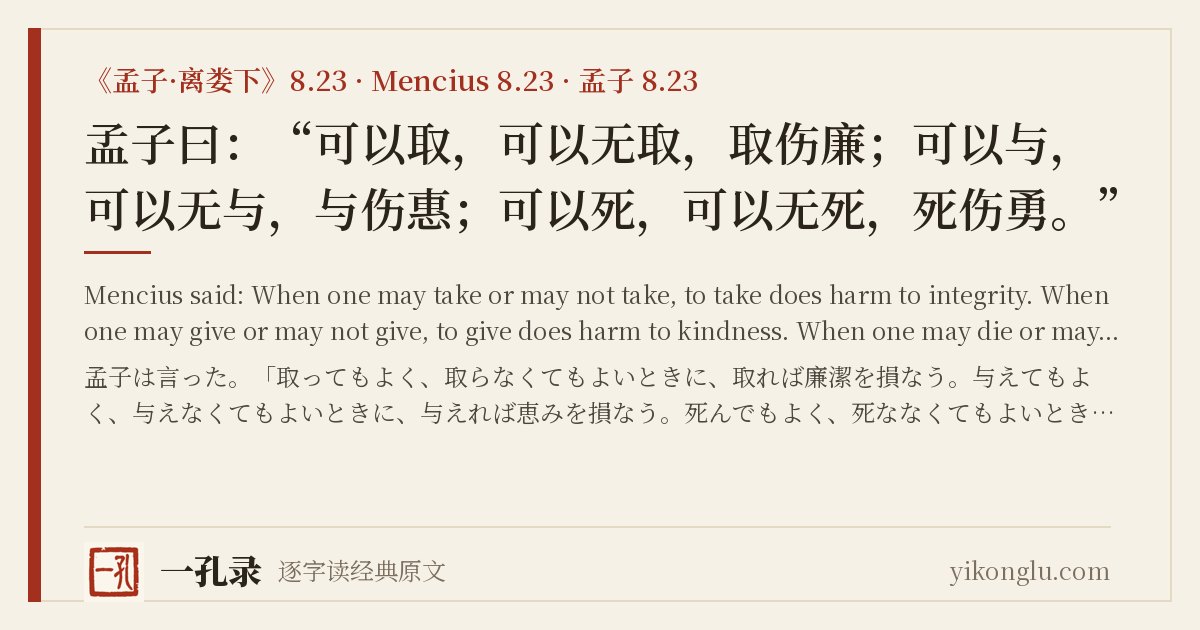 《孟子·离娄下》8.23 · Mencius 8.23 · 孟子 8.23
孟子曰：“可以取，可以无取，取伤廉；可以与，
可以无与，与伤惠；可以死，可以无死，死伤勇。”
Mencius said: When one may take or may not take, to take does harm to integrity. When
one may give or may not give, to give does harm to kindness. When one may die or may...
孟子は言った。「取ってもよく、取らなくてもよいときに、取れば廉潔を損なう。与えてもよ
く、与えなくてもよいときに、与えれば恵みを損なう。死んでもよく、死ななくてもよいとき…
一孔
一孔录 逐字读经典原文 yikonglu.com